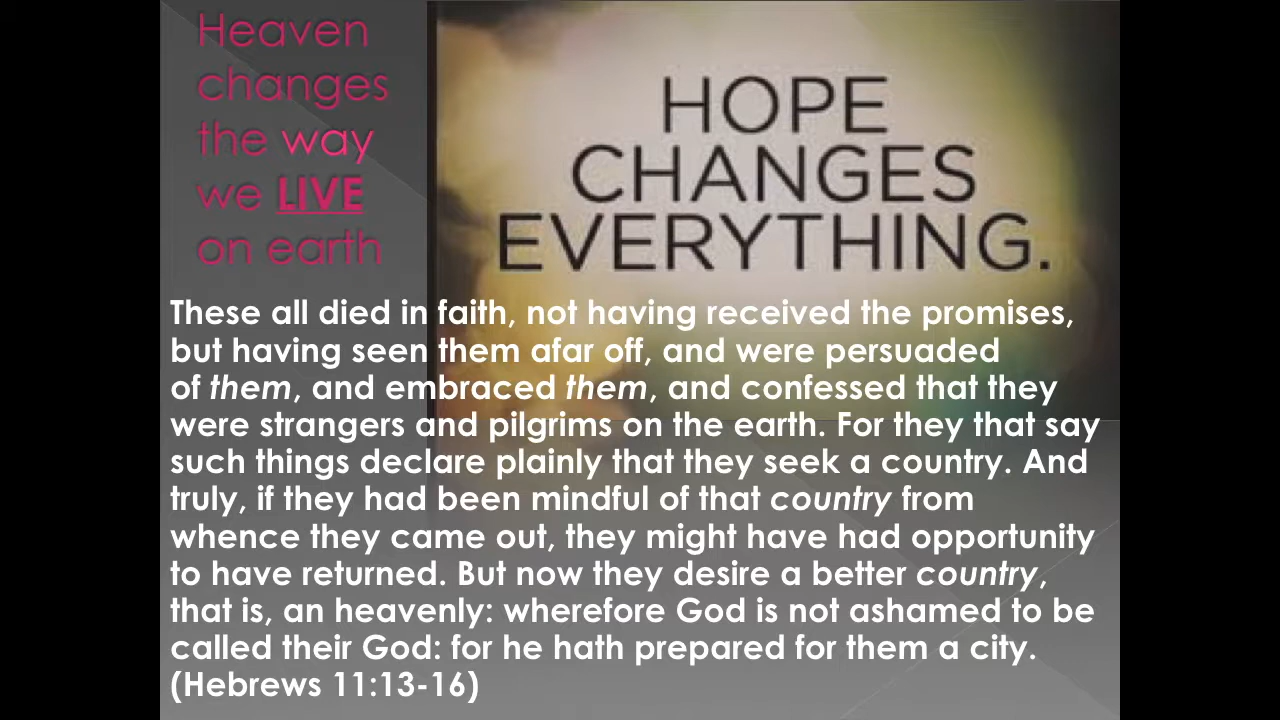 Heaven
changes
the way
we LIVE
on earth
HOPE
CHANGES
EVERYTHING.
These all died in faith, not having received the promises,
but having seen them afar off, and were persuaded
of them, and embraced them, and confessed that they
were strangers and pilgrims on the earth. For they that say
such things declare plainly that they seek a country. And
truly, if they had been mindful of that country from
whence they came out, they might have had opportunity
to have returned. But now they desire a better country,
that is, an heavenly: wherefore God is not ashamed to be
called their God: for he hath prepared for them a city.
(Hebrews 11:13-16)